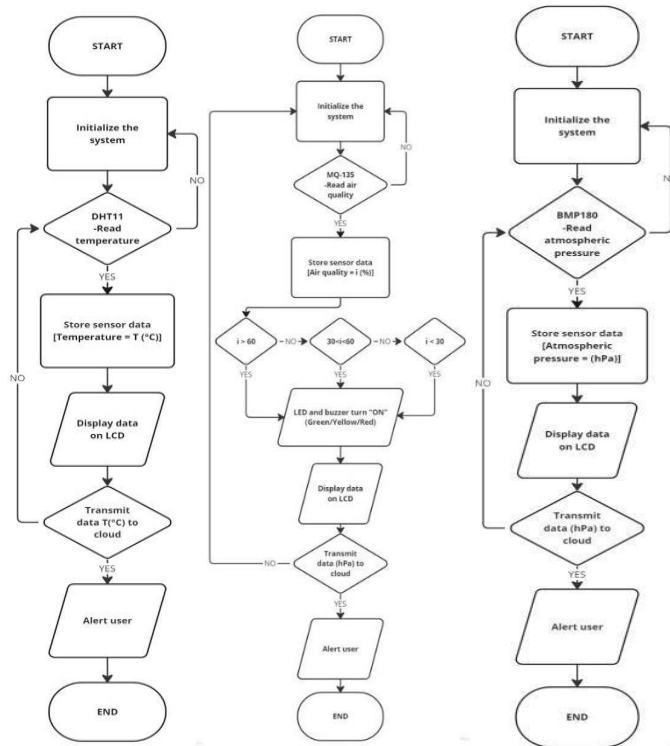 START
Initialize the
system
NO
DHT11
-Read
temperature
YES
Store sensor data
[Temperature = T (°C)]
NO
Display data
on LCD
Transmit
data T(°C) to
cloud
YES
Alert user
END
START
Initialize the
system
NO
MQ-135
-Read air
quality
YES
Store sensor data
[Air quality = i (%)]
i > 60
NO
30<i<60
NO
i < 30
YES
YES
YES
LED and buzzer turn "ON"
(Green/Yellow/Red)
Display data
on LCD
Transmit
data (hPa) to
cloud
NO
YES
Alert user
END
START
Initialize the
system
BMP180
-Read
atmospheric
pressure
YES
Store sensor data
[Atmospheric
pressure = (hPa)]
NO
Display data
on LCD
Transmit
data (hPa) to
cloud
YES
Alert user
END